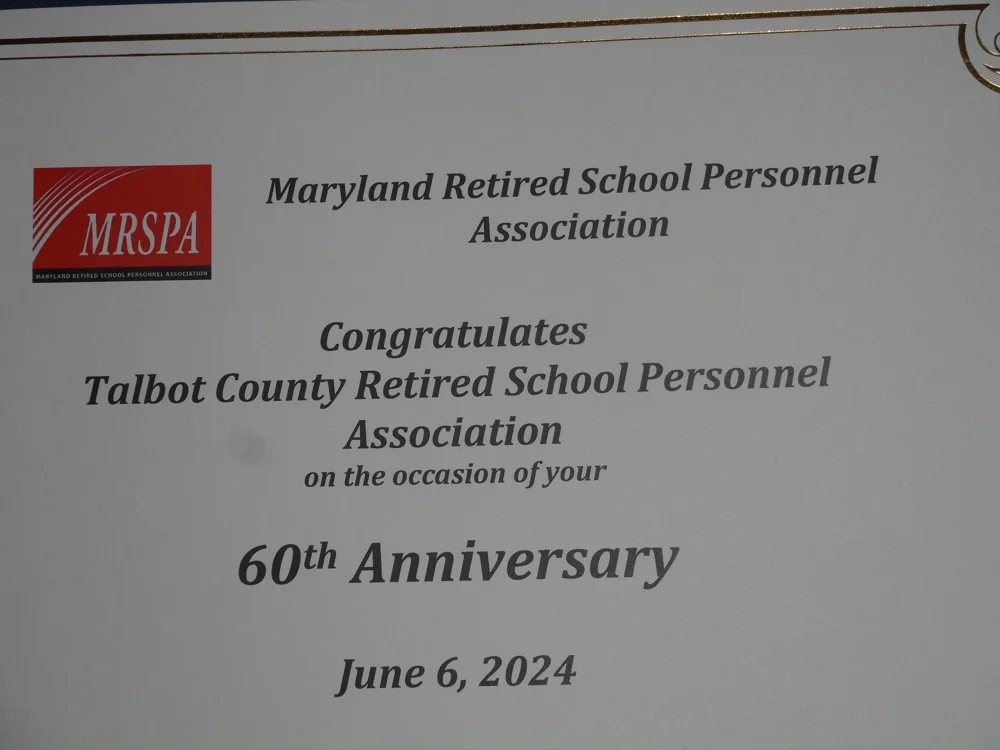 MRSPA
MARYLAND RETIRED SCHOOL PERSONNEL ASSOCIATION
Maryland Retired School Personnel
Association
Congratulates
Talbot County Retired School Personnel
Association
on the occasion of your
60th Anniversary
June 6, 2024